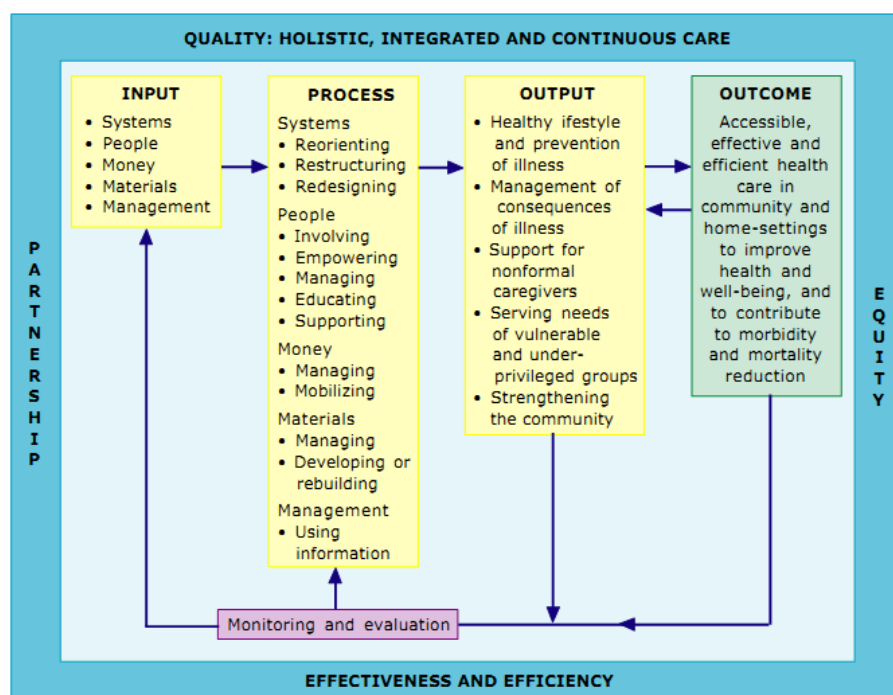 QUALITY: HOLISTIC, INTEGRATED AND CONTINUOUS CARE
PARTNERSHIP
INPUT
• Systems
• People
• Money
• Materials
• Management
PROCESS
Systems
• Reorienting
• Restructuring
• Redesigning
People
• Involving
• Empowering
• Managing
• Educating
• Supporting
Money
• Managing
• Mobilizing
Materials
• Managing
• Developing or
rebuilding
Management
• Using
information
OUTPUT
• Healthy ifestyle
and prevention
of illness
• Management of
consequences
of illness
• Support for
nonformal
caregivers
• Serving needs
of vulnerable
and under-
privileged groups
• Strengthening
the community
OUTCOME
Accessible,
effective and
efficient health
care in
community and
home-settings
to improve
health and
well-being, and
to contribute
to morbidity
and mortality
reduction
EQUITY
Monitoring and evaluation
EFFECTIVENESS AND EFFICIENCY